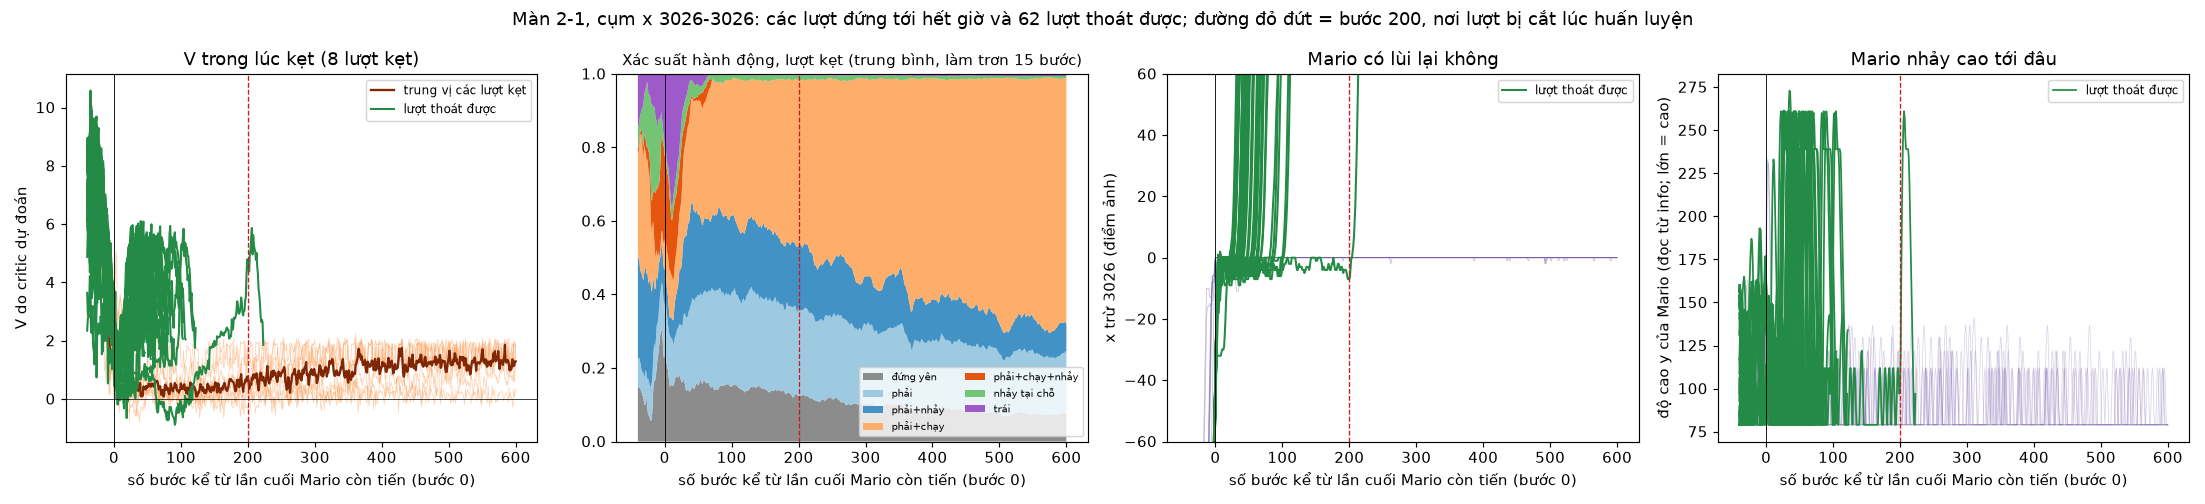 Màn 2-1, cụm x 3026-3026: các lượt đứng tới hết giờ và 62 lượt thoát được; đường đỏ đứt = bước 200, nơi lượt bị cắt lúc huấn luyện
V trong lúc kẹt (8 lượt kẹt)
V do critic dự đoán
10
8
6
4
2
0
trung vị các lượt kẹt
lượt thoát được
0 100 200 300 400 500 600
số bước kể từ lần cuối Mario còn tiến (bước 0)
Xác suất hành động, lượt kẹt (trung bình, làm trơn 15 bước)
1.0
0.8
0.6
0.4
0.2
0.0
đứng yên
phải
phải+nhảy
phải+chạy
phải+chạy+nhảy
nhảy tại chỗ
trái
0 100 200 300 400 500 600
số bước kể từ lần cuối Mario còn tiến (bước 0)
Mario có lùi lại không
x trừ 3026 (điểm ảnh)
60
40
20
0
−20
−40
−60
lượt thoát được
0 100 200 300 400 500 600
số bước kể từ lần cuối Mario còn tiến (bước 0)
Mario nhảy cao tới đâu
độ cao y của Mario (đọc từ info; lớn = cao)
275
250
225
200
175
150
125
100
75
lượt thoát được
0 100 200 300 400 500 600
số bước kể từ lần cuối Mario còn tiến (bước 0)